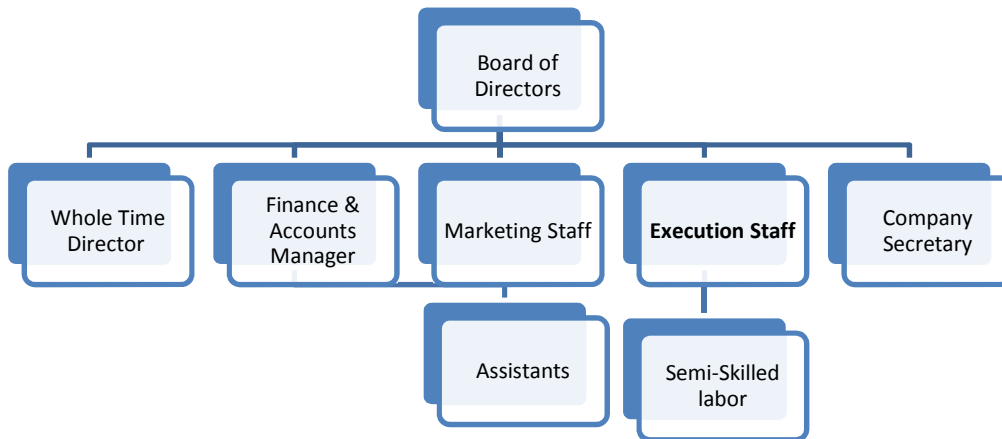 Board of
Directors
Whole Time
Director
Finance &
Accounts
Manager
Marketing Staff
Execution Staff
Company
Secretary
Assistants
Semi-Skilled
labor